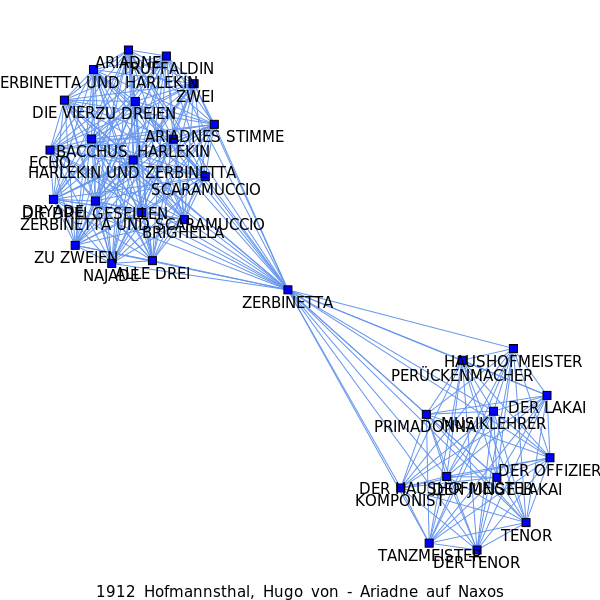 ARIADNE
TRUFFALDIN
ZERBINETTA UND HARLEKIN
ZWEI
DIE VIER
ZU DREIEN
ARIADNES STIMME
BACCHUS
HARLEKIN
ECHO
HARLEKIN UND ZERBINETTA
SCARAMUCCIO
DRYADE
DIE DREI
ZERBINETTA UND SCARAMUCCIO
BRIGHELLA
ZU ZWEIEN
NAJADE
ALLE DREI
ZERBINETTA
HAUSHOFMEISTER
PERÜCKENMACHER
DER LAKAI
MUSIKLEHRER
PRIMADONNA
DER OFFIZIER
DER HAUSHOFMEISTER
DER JUNGE LAKAI
KOMPONIST
TENOR
TANZMEISTER
DER TENOR
1912 Hofmannsthal, Hugo von - Ariadne auf Naxos